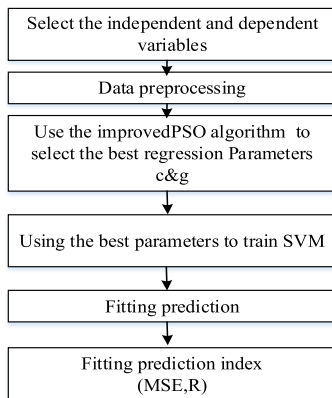 Select the independent and dependent
variables
Data preprocessing
Use the improvedPSO algorithm to
select the best regression Parameters
c&g
Using the best parameters to train SVM
Fitting prediction
Fitting prediction index
(MSE,R)